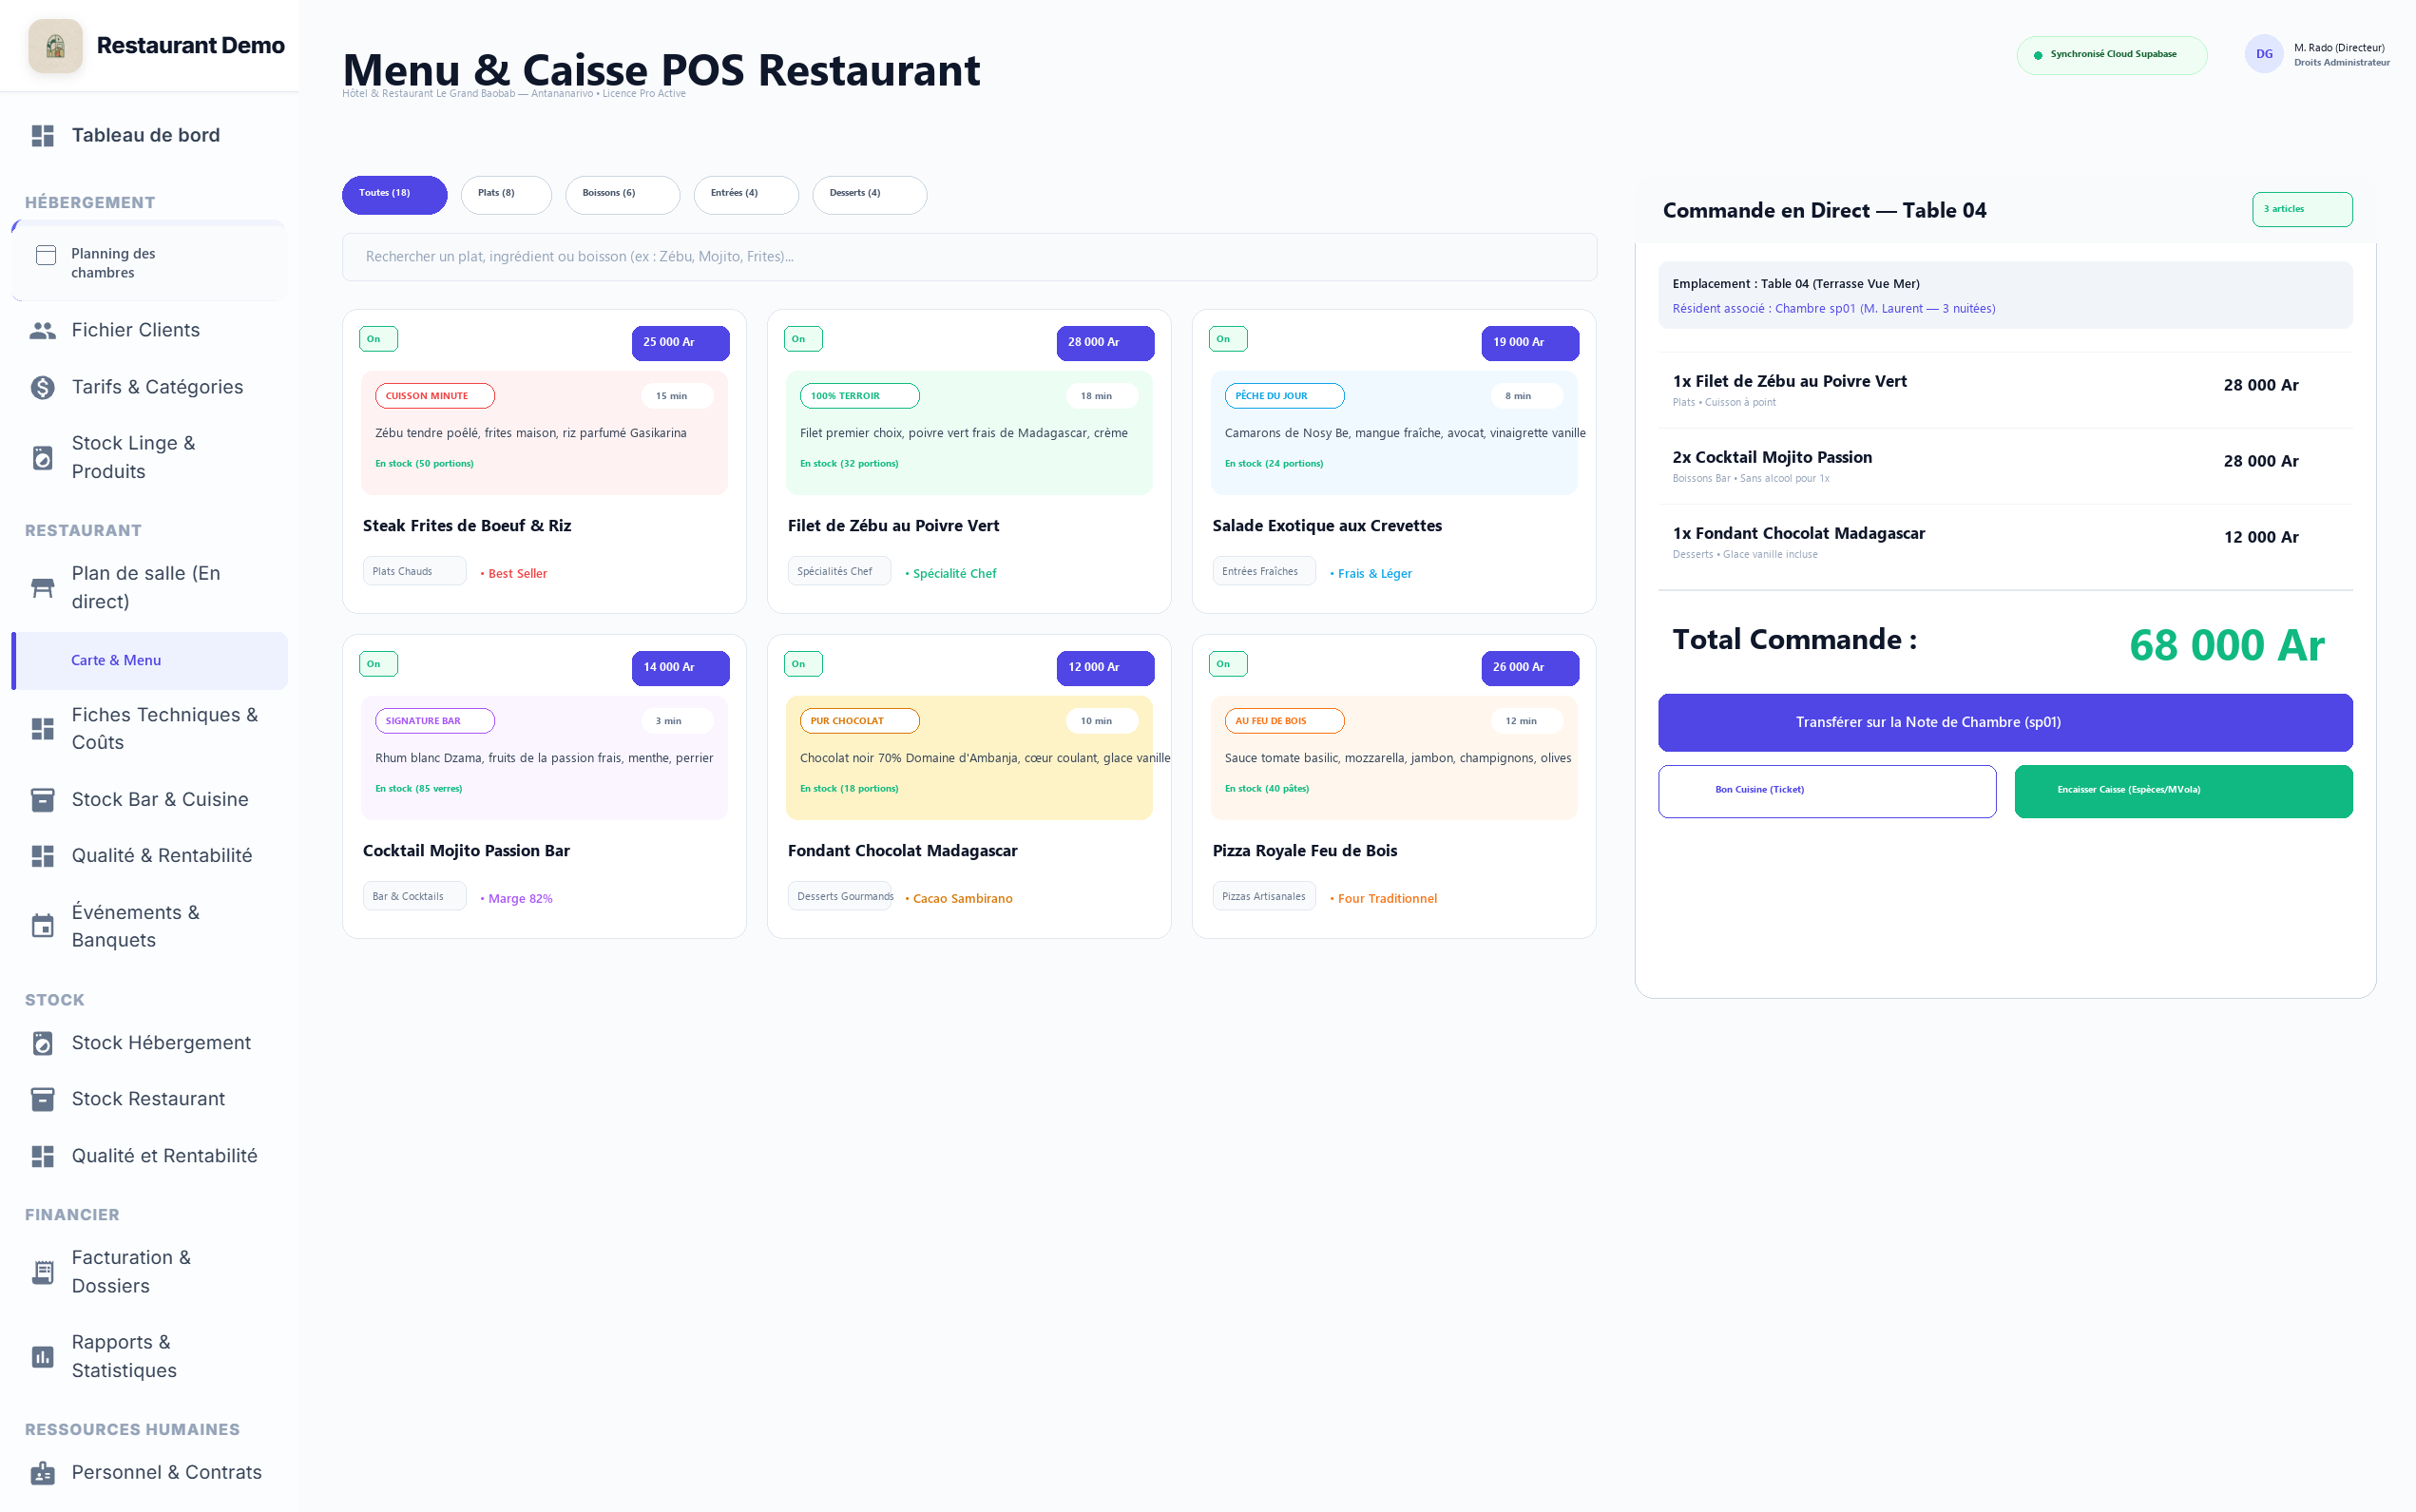 Restaurant Demo
Tableau de bord
HÉBERGEMENT
Planning des
chambres
Fichier Clients
Tarifs & Catégories
Stock Linge &
Produits
RESTAURANT
Plan de salle (En
direct)
Carte & Menu
Fiches Techniques &
Coûts
Stock Bar & Cuisine
Qualité & Rentabilité
Événements &
Banquets
STOCK
Stock Hébergement
Stock Restaurant
Qualité et Rentabilité
FINANCIER
Facturation &
Dossiers
Rapports &
Statistiques
RESSOURCES HUMAINES
Personnel & Contrats
Menu & Caisse POS Restaurant
Hôtel & Restaurant Le Grand Baobab — Antananarivo • Licence Pro Active
Synchronisé Cloud Supabase
DG
M. Rado (Directeur)
Droits Administrateur
Toutes (18)
Plats (8)
Boissons (6)
Entrées (4)
Desserts (4)
Rechercher un plat, ingrédient ou boisson (ex : Zébu, Mojito, Frites)...
On
25 000 Ar
CUISSON MINUTE
15 min
Zébu tendre poêlé, frites maison, riz parfumé Gasikarina
En stock (50 portions)
Steak Frites de Boeuf & Riz
Plats Chauds
• Best Seller
On
28 000 Ar
100% TERROIR
18 min
Filet premier choix, poivre vert frais de Madagascar, crème
En stock (32 portions)
Filet de Zébu au Poivre Vert
Spécialités Chef
• Spécialité Chef
On
19 000 Ar
PÊCHE DU JOUR
8 min
Camarons de Nosy Be, mangue fraîche, avocat, vinaigrette vanille
En stock (24 portions)
Salade Exotique aux Crevettes
Entrées Fraîches
• Frais & Léger
On
14 000 Ar
SIGNATURE BAR
3 min
Rhum blanc Dzama, fruits de la passion frais, menthe, perrier
En stock (85 verres)
Cocktail Mojito Passion Bar
Bar & Cocktails
• Marge 82%
On
12 000 Ar
PUR CHOCOLAT
10 min
Chocolat noir 70% Domaine d'Ambanja, cœur coulant, glace vanille
En stock (18 portions)
Fondant Chocolat Madagascar
Desserts Gourmands
• Cacao Sambirano
On
26 000 Ar
AU FEU DE BOIS
12 min
Sauce tomate basilic, mozzarella, jambon, champignons, olives
En stock (40 pâtes)
Pizza Royale Feu de Bois
Pizzas Artisanales
• Four Traditionnel
Commande en Direct — Table 04
3 articles
Emplacement : Table 04 (Terrasse Vue Mer)
Résident associé : Chambre sp01 (M. Laurent — 3 nuitées)
1x Filet de Zébu au Poivre Vert
28 000 Ar
Plats • Cuisson à point
2x Cocktail Mojito Passion
28 000 Ar
Boissons Bar • Sans alcool pour 1x
1x Fondant Chocolat Madagascar
12 000 Ar
Desserts • Glace vanille incluse
Total Commande :
68 000 Ar
Transférer sur la Note de Chambre (sp01)
Bon Cuisine (Ticket)
Encaisser Caisse (Espèces/MVola)